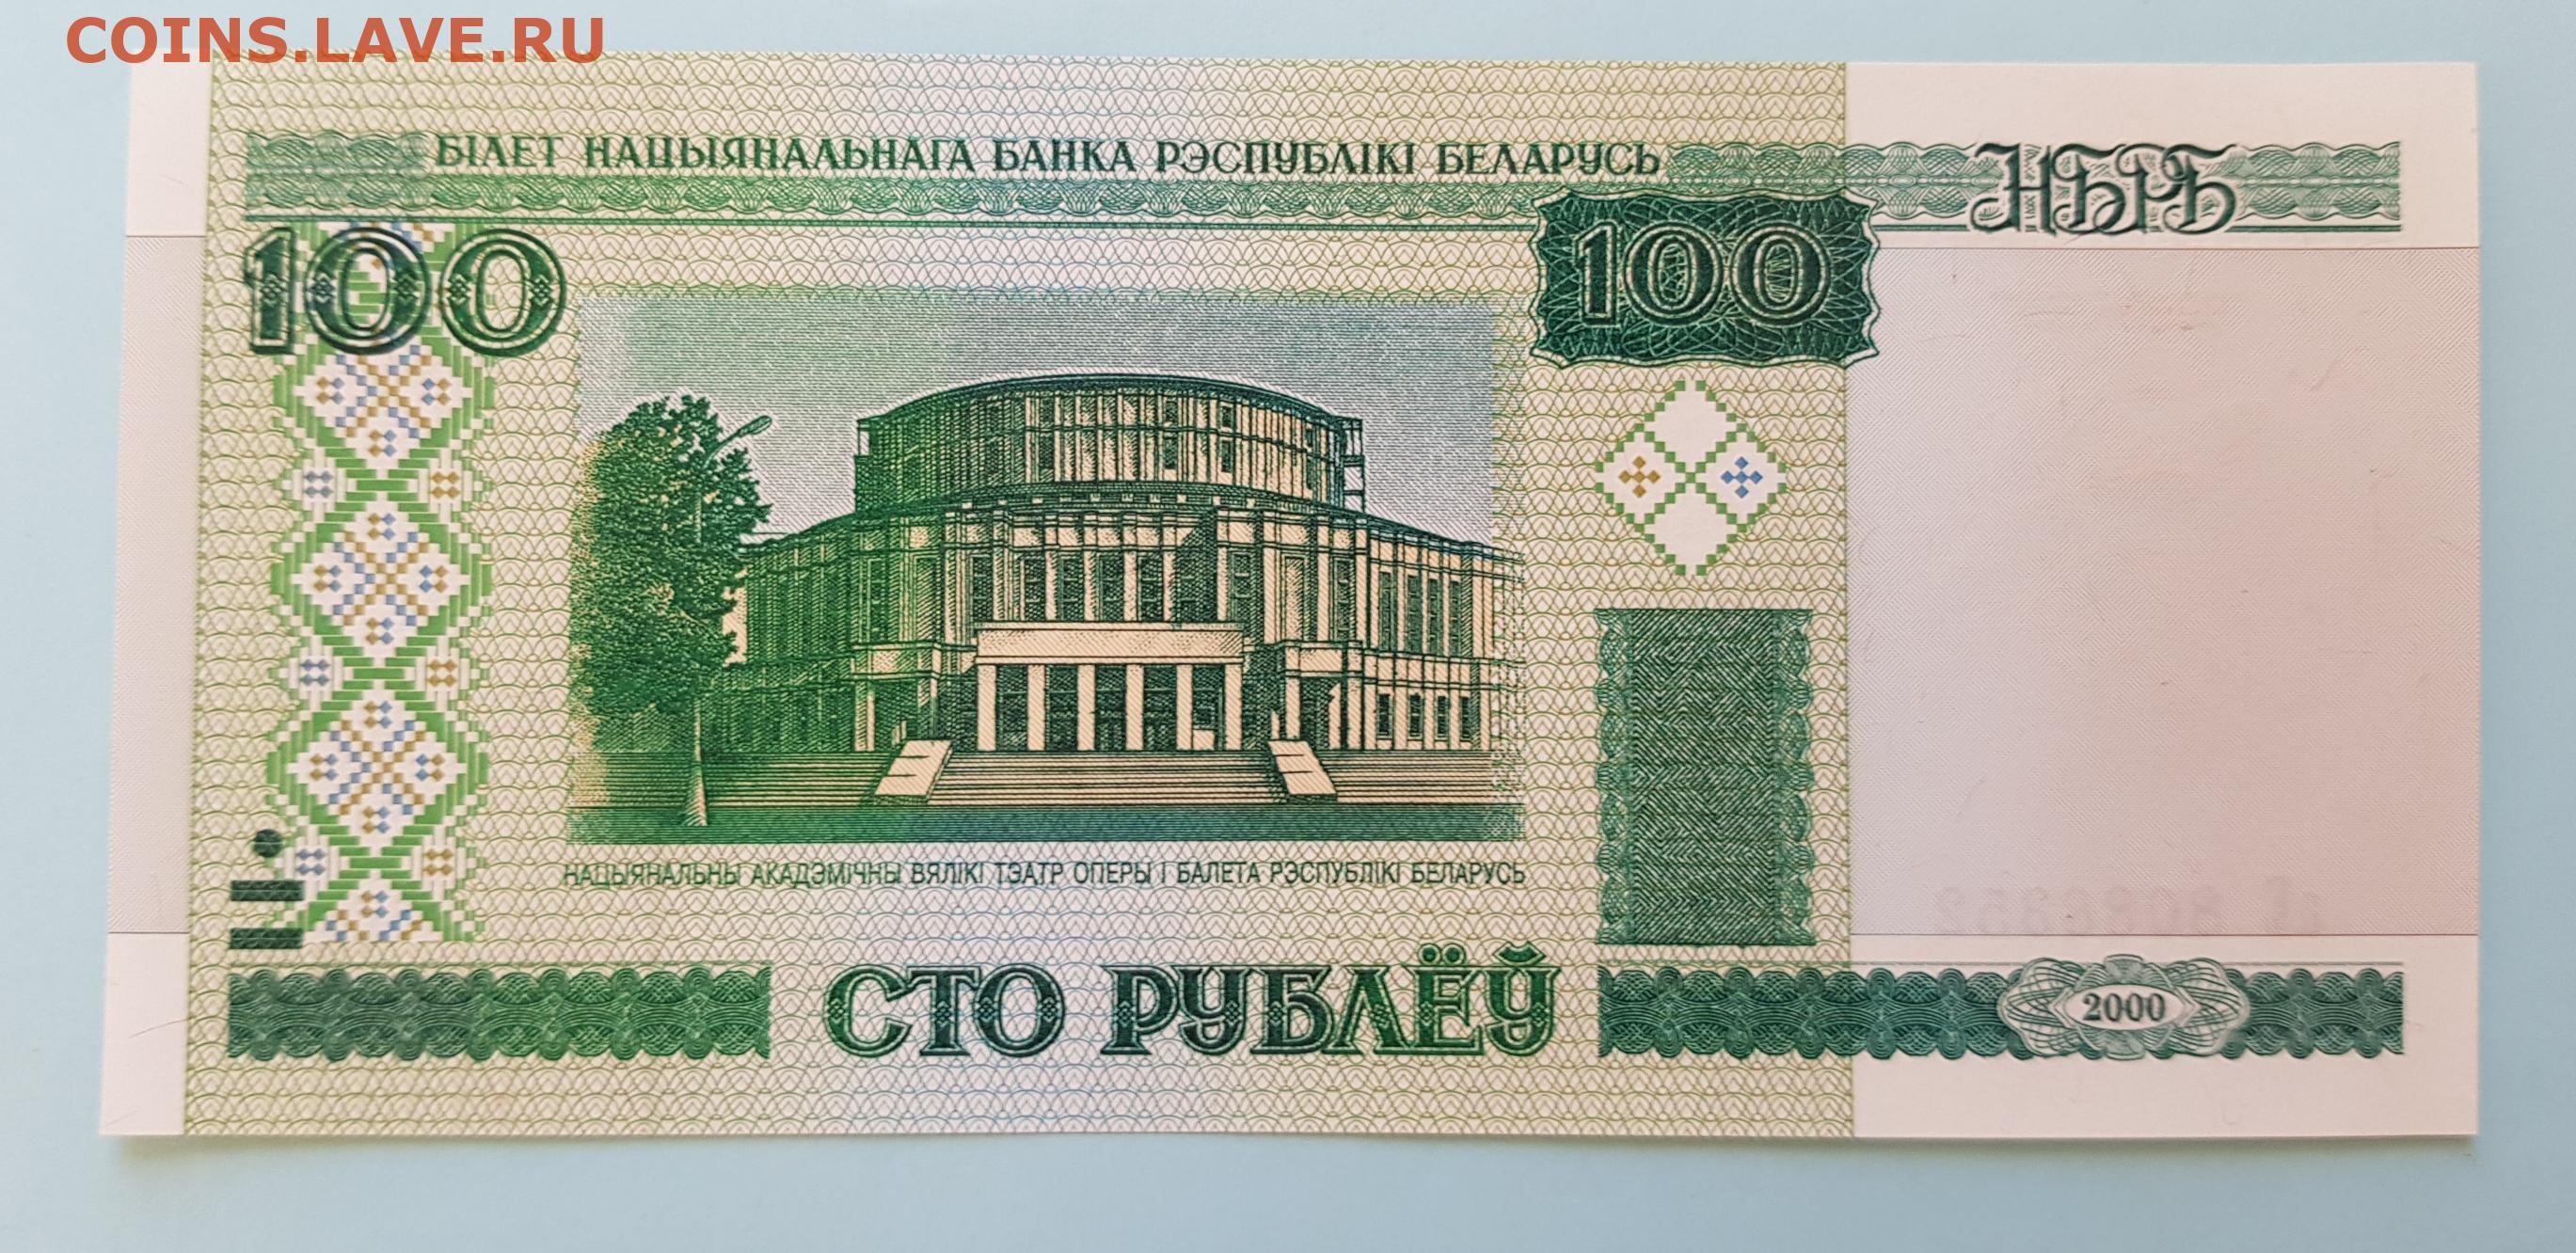 COINS.LAVE.RU
БІЛЕТ НАЦЫЯНАЛЬНАГА БАНКА РЭСПУБЛІКІ БЕЛАРУСЬ
НБРБ
100
100
НАЦЫЯНАЛЬНЫ АКАДЭМІЧНЫ ВЯЛІКІ ТЭАТР ОПЕРЫ І БАЛЕТА РЭСПУБЛІКІ БЕЛАРУСЬ
СТО РУБЛЁЎ
2000